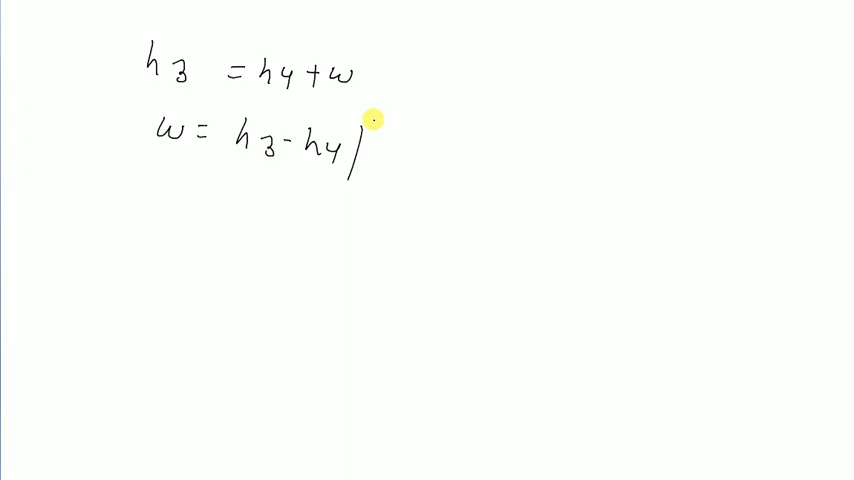 h3 = h4 + w
w = h3 - h4 /